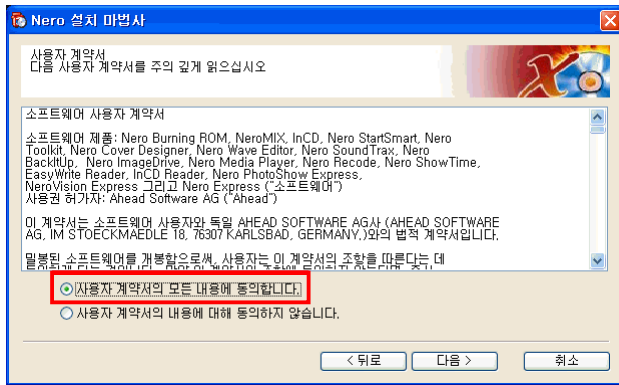 Nero 설치 마법사
사용자 계약서
다음 사용자 계약서를 주의 깊게 읽으십시오
소프트웨어 사용자 계약서
소프트웨어 제품: Nero Burning ROM, NeroMIX, InCD, Nero StartSmart, Nero
Toolkit, Nero Cover Designer, Nero Wave Editor, Nero SoundTrax, Nero
BackItUp, Nero ImageDrive, Nero Media Player, Nero Recode, Nero ShowTime,
EasyWrite Reader, InCD Reader, Nero PhotoShow Express,
NeroVision Express 그리고 Nero Express ("소프트웨어")
사용권 허가자: Ahead Software AG ("Ahead")
이 계약서는 소프트웨어 사용자와 독일 AHEAD SOFTWARE AG사 (AHEAD SOFTWARE
AG, IM STOECKMAEDLE 18, 76307 KARLSBAD, GERMANY,)와의 법적 계약서입니다.
밀봉된 소프트웨어를 개봉함으로써, 사용자는 이 계약서의 조항을 따른다는 데
사용자 계약서의 모든 내용에 동의합니다.
사용자 계약서의 내용에 대해 동의하지 않습니다.
< 뒤로
다음 >
취소